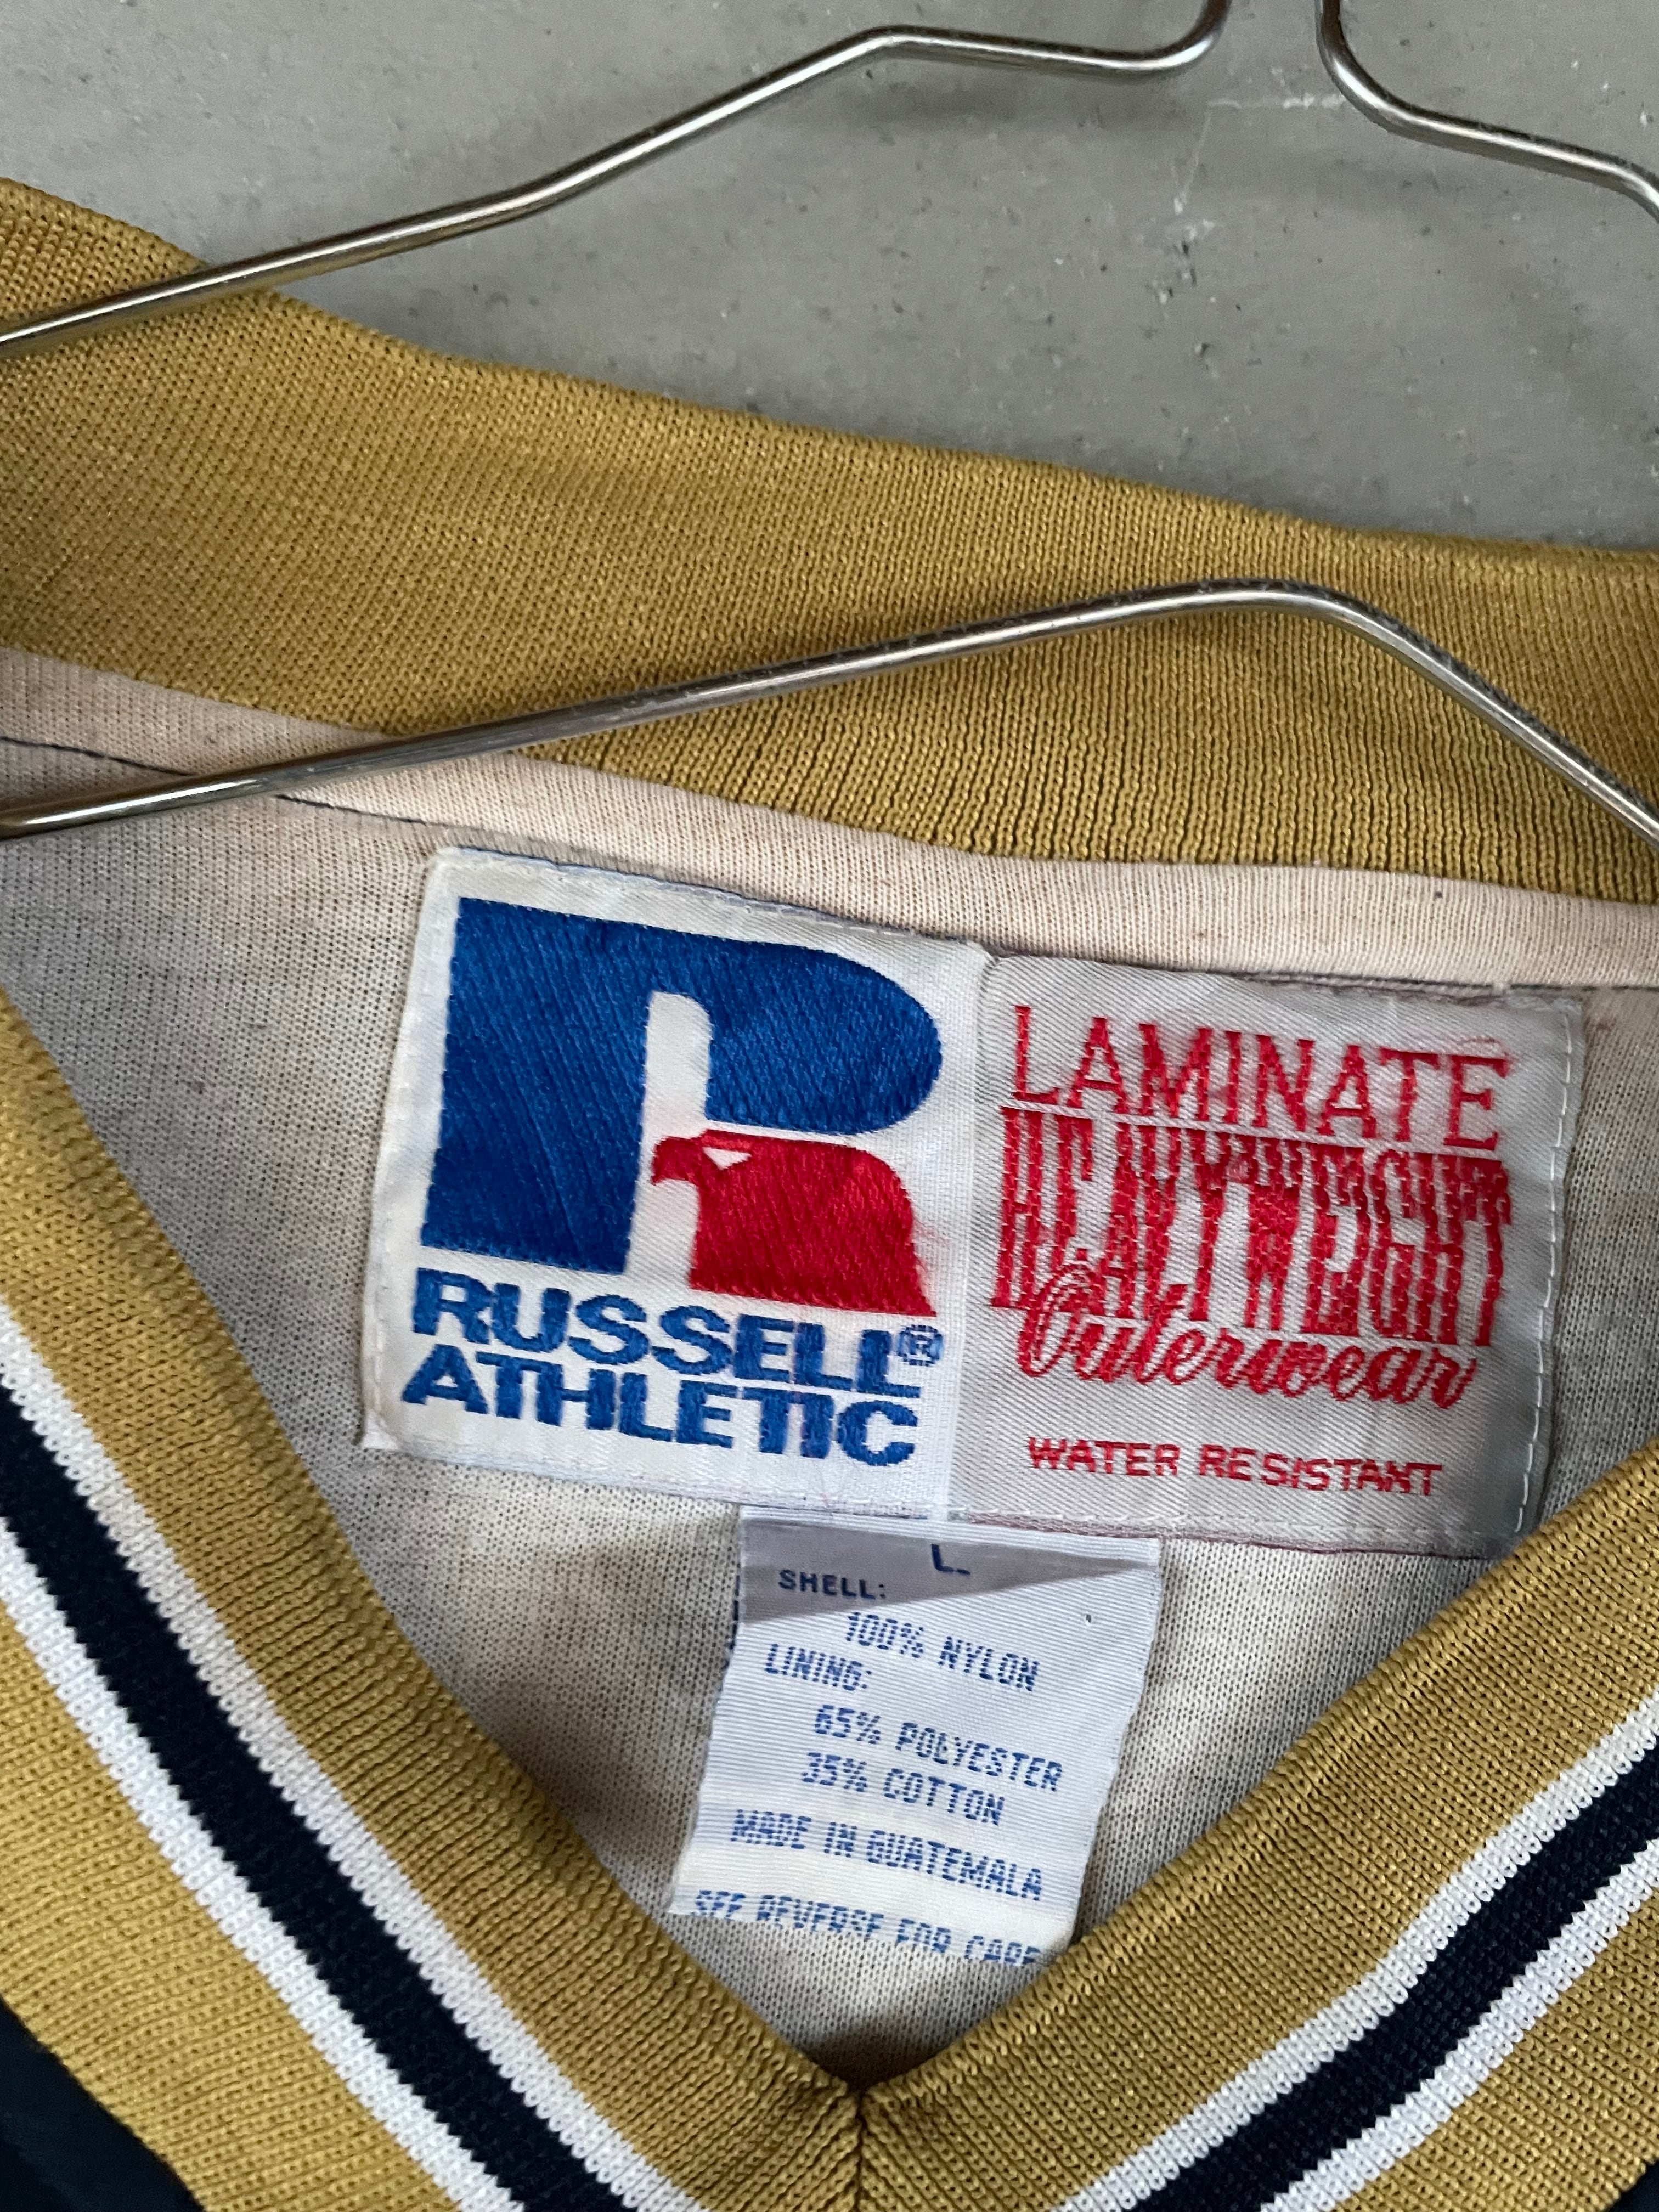 RUSSELL®
ATHLETIC
LAMINATE
HEAVYWEIGHT
Outerwear
WATER RESISTANT
L
SHELL:
100% NYLON
LINING:
65% POLYESTER
35% COTTON
MADE IN GUATEMALA
SEE REVERSE FOR CARE